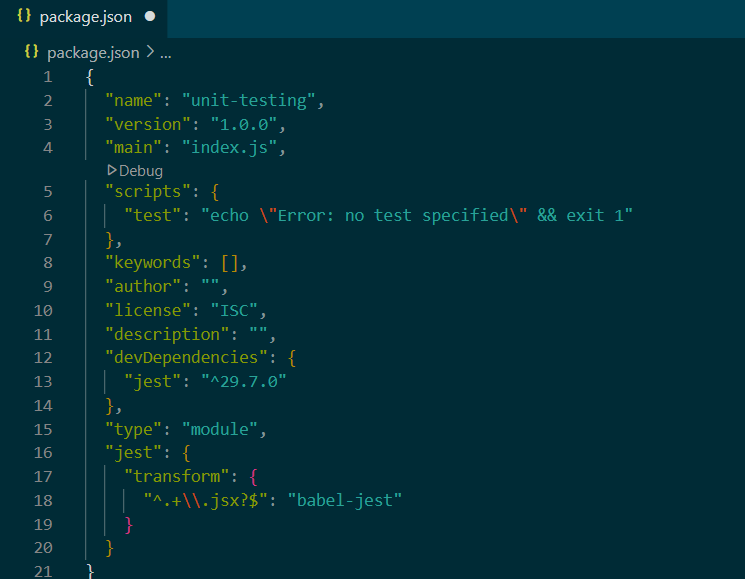 {} package.json ●
{} package.json > ...
1 {
2 "name": "unit-testing",
3 "version": "1.0.0",
4 "main": "index.js",
▷Debug
5 "scripts": {
6 "test": "echo \"Error: no test specified\" && exit 1"
7 },
8 "keywords": [],
9 "author": "",
10 "license": "ISC",
11 "description": "",
12 "devDependencies": {
13 "jest": "^29.7.0"
14 },
15 "type": "module",
16 "jest": {
17 "transform": {
18 "^.+\\.jsx?$": "babel-jest"
19 }
20 }
21 }